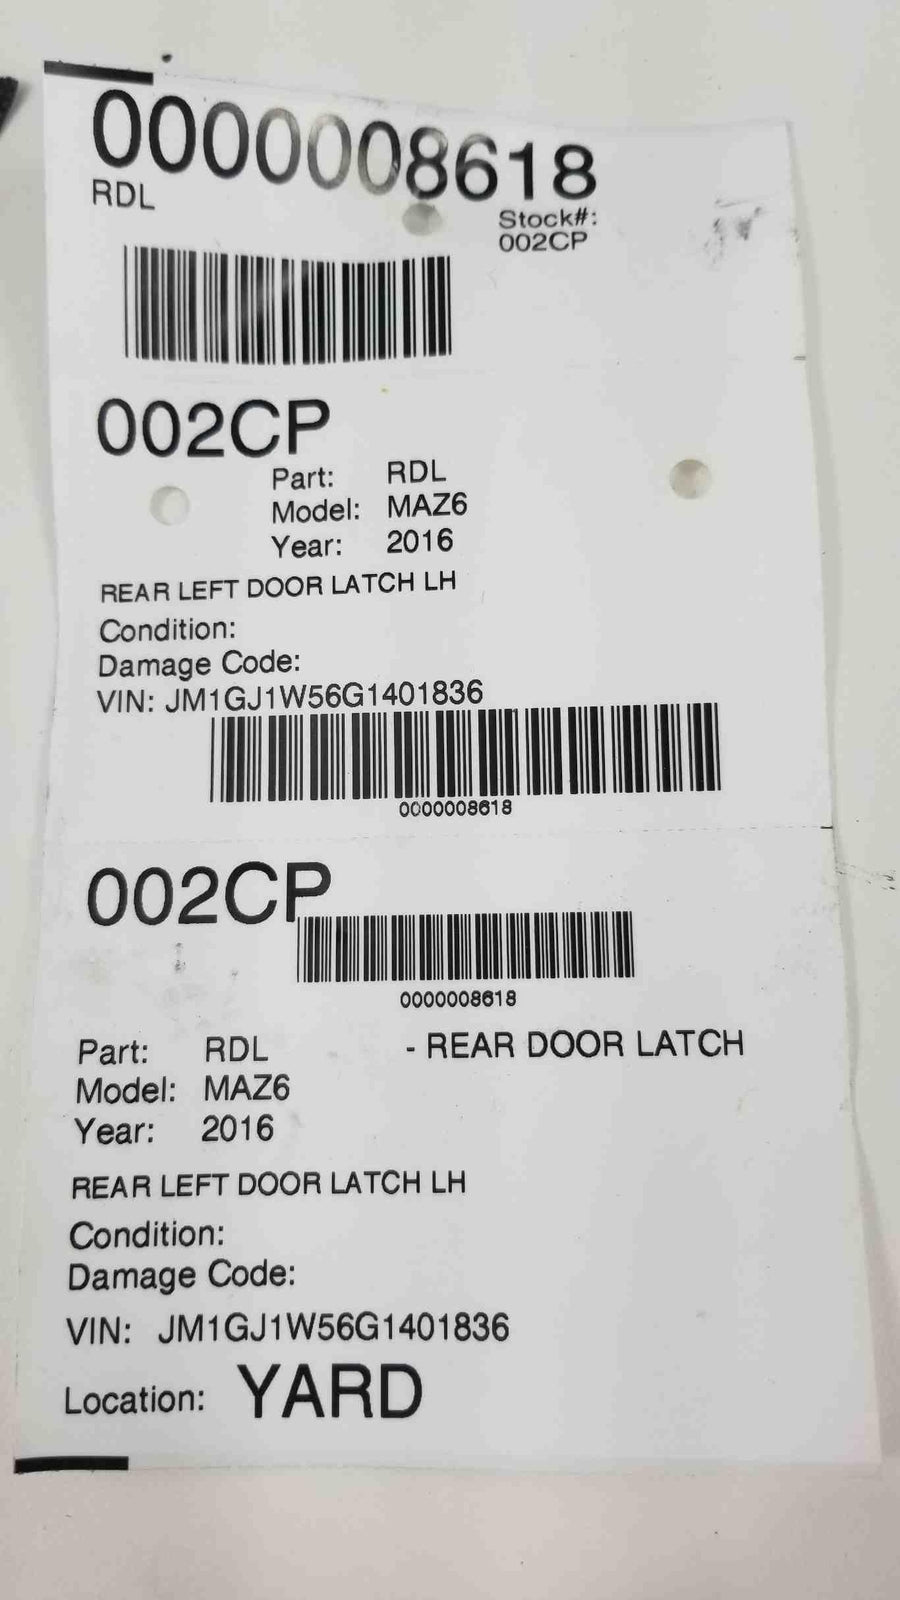 0000008618
RDL
Stock#:
002CP
002CP
Part: RDL
Model: MAZ6
Year: 2016
REAR LEFT DOOR LATCH LH
Condition:
Damage Code:
VIN: JM1GJ1W56G1401836
0000008618
002CP
0000008618
Part: RDL - REAR DOOR LATCH
Model: MAZ6
Year: 2016
REAR LEFT DOOR LATCH LH
Condition:
Damage Code:
VIN: JM1GJ1W56G1401836
Location: YARD